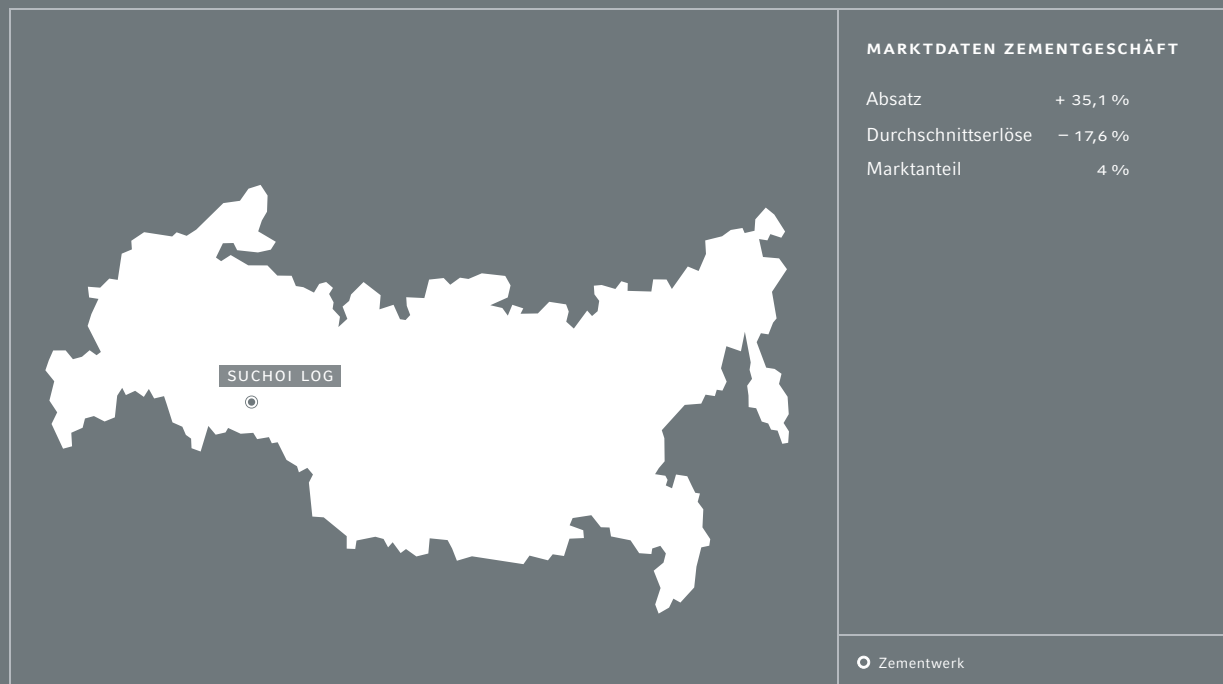 MARKTDATEN ZEMENTGESCHÄFT
Absatz + 35,1 %
Durchschnittserlöse – 17,6 %
Marktanteil 4 %
SUCHOI LOG
Zementwerk